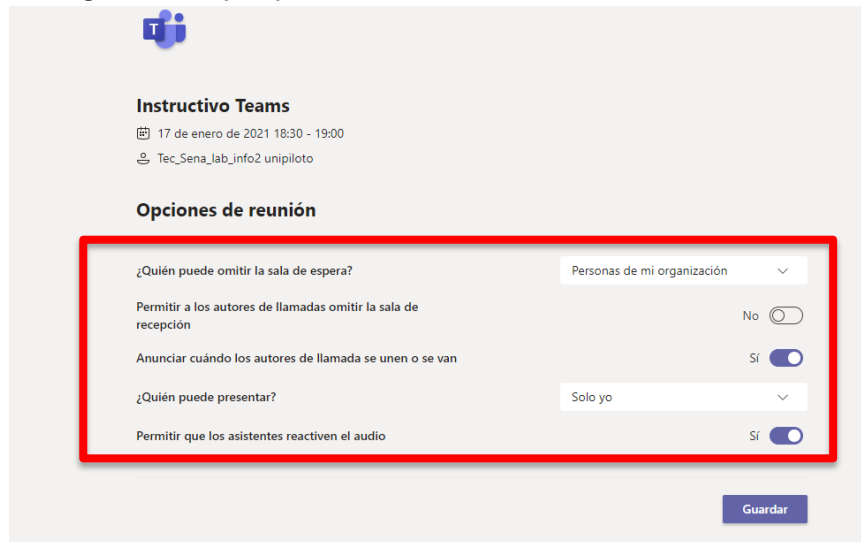 T
Instructivo Teams
17 de enero de 2021 18:30 - 19:00
Tec_Sena_lab_info2 unipiloto
Opciones de reunión
¿Quién puede omitir la sala de espera?
Personas de mi organización
Permitir a los autores de llamadas omitir la sala de
recepción
No
Anunciar cuándo los autores de llamada se unen o se van
Sí
¿Quién puede presentar?
Solo yo
Permitir que los asistentes reactiven el audio
Sí
Guardar